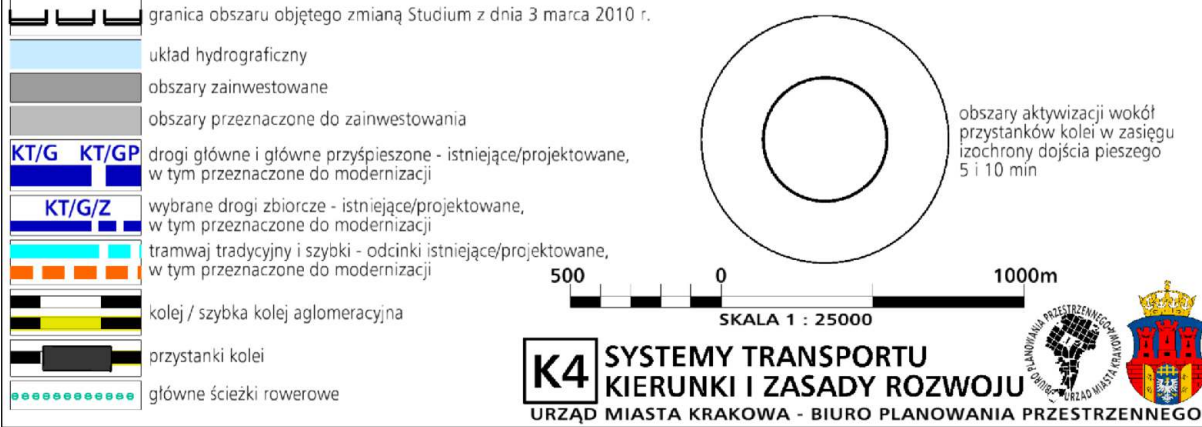 granica obszaru objętego zmianą Studium z dnia 3 marca 2010 r.
układ hydrograficzny
obszary zainwestowane
obszary przeznaczone do zainwestowania
KT/G KT/GP
drogi główne i główne przyśpieszone - istniejące/projektowane,
w tym przeznaczone do modernizacji
KT/G/Z
wybrane drogi zbiorcze - istniejące/projektowane,
w tym przeznaczone do modernizacji
tramwaj tradycyjny i szybki - odcinki istniejące/projektowane,
w tym przeznaczone do modernizacji
kolej / szybka kolej aglomeracyjna
przystanki kolei
główne ścieżki rowerowe
obszary aktywizacji wokół
przystanków kolei w zasięgu
izochrony dojścia pieszego
5 i 10 min
500 0 1000m
SKALA 1 : 25000
K4
SYSTEMY TRANSPORTU
KIERUNKI I ZASADY ROZWOJU
URZĄD MIASTA KRAKOWA - BIURO PLANOWANIA PRZESTRZENNEGO